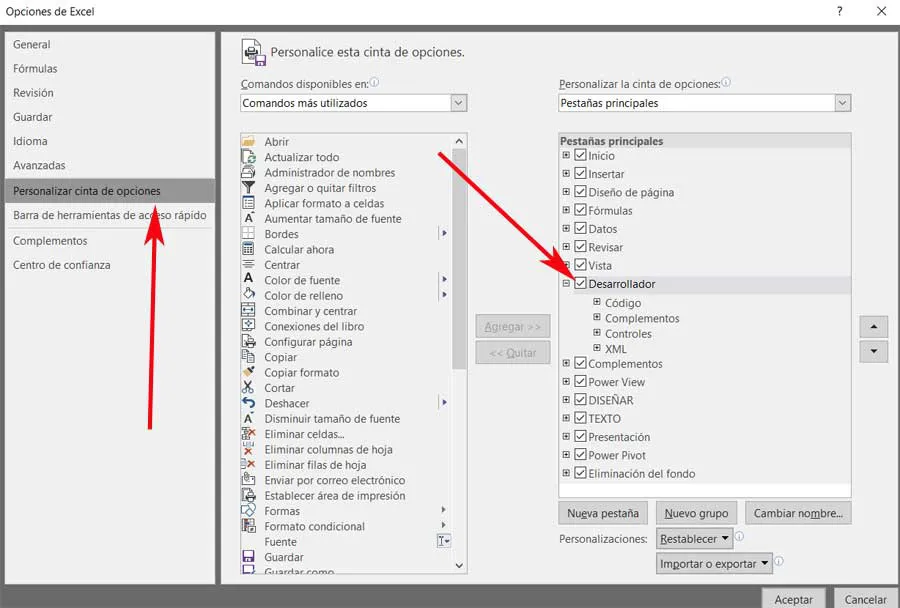 Opciones de Excel
?
General
Fórmulas
Revisión
Guardar
Idioma
Avanzadas
Personalizar cinta de opciones
Barra de herramientas de acceso rápido
Complementos
Centro de confianza
Personalice esta cinta de opciones.
Comandos disponibles en:
Comandos más utilizados
Abrir
Actualizar todo
Administrador de nombres
Agregar o quitar filtros
Aplicar formato a celdas
Aumentar tamaño de fuente
Bordes
Calcular ahora
Centrar
Color de fuente
Color de relleno
Combinar y centrar
Conexiones del libro
Configurar página
Copiar
Copiar formato
Cortar
Deshacer
Disminuir tamaño de fuente
Eliminar celdas...
Eliminar columnas de hoja
Eliminar filas de hoja
Enviar por correo electrónico
Establecer área de impresión
Formas
Formato condicional
Fuente
Guardar
Guardar como
Agregar >>
<< Quitar
Personalizar la cinta de opciones:
Pestañas principales
Pestañas principales
Inicio
Insertar
Diseño de página
Fórmulas
Datos
Revisar
Vista
Desarrollador
Código
Complementos
Controles
XML
Complementos
Power View
DISEÑAR
TEXTO
Presentación
Power Pivot
Eliminación del fondo
Nueva pestaña
Nuevo grupo
Cambiar nombre...
Personalizaciones:
Restablecer
Importar o exportar
Aceptar
Cancelar